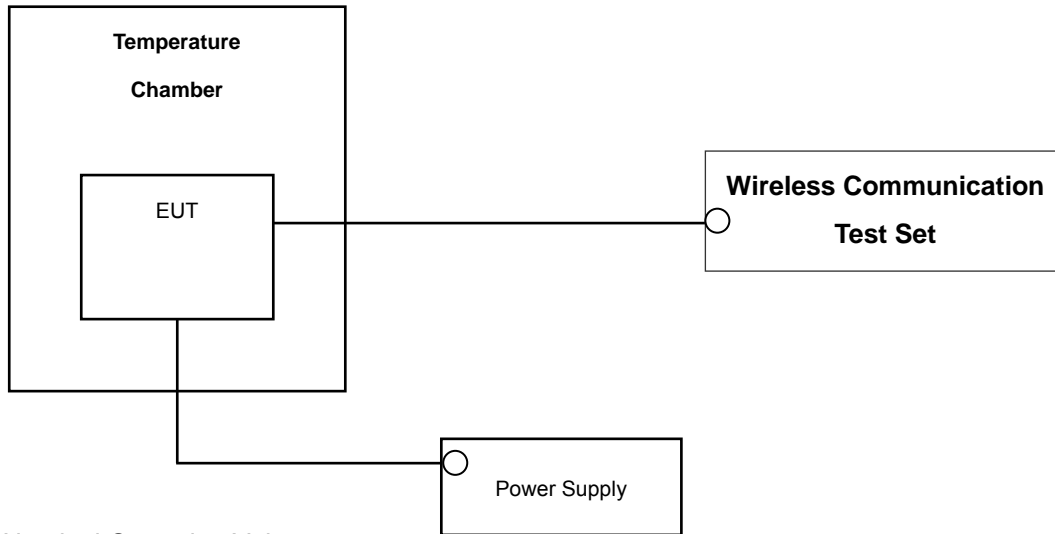 Temperature
Chamber
EUT
Wireless Communication
Test Set
Power Supply